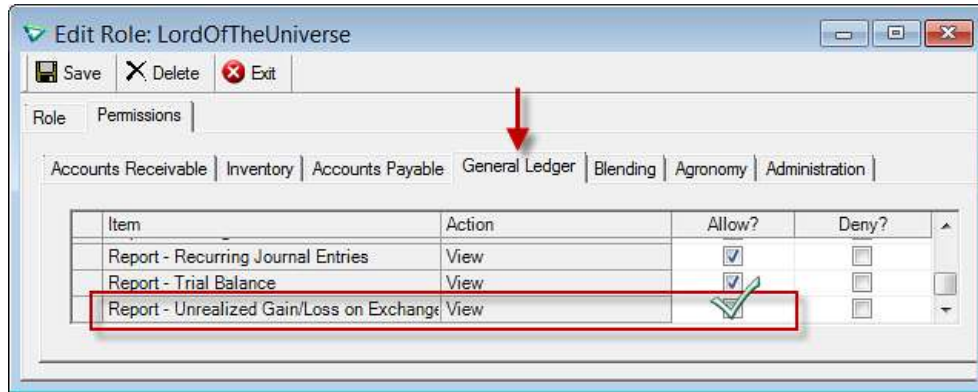 Edit Role: LordOfTheUniverse
Save Delete Exit
Role Permissions
Accounts Receivable Inventory Accounts Payable General Ledger Blending Agronomy Administration
Item Action Allow? Deny?
Report - Recurring Journal Entries View
Report - Trial Balance View
Report - Unrealized Gain/Loss on Exchange View